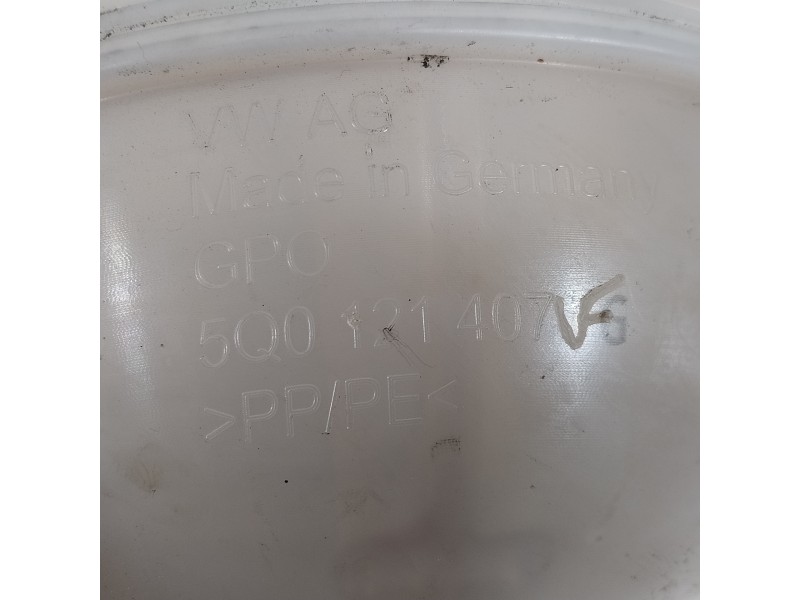 VW AG
Made in Germany
GPO
5Q0 121 407
>PP/PE<